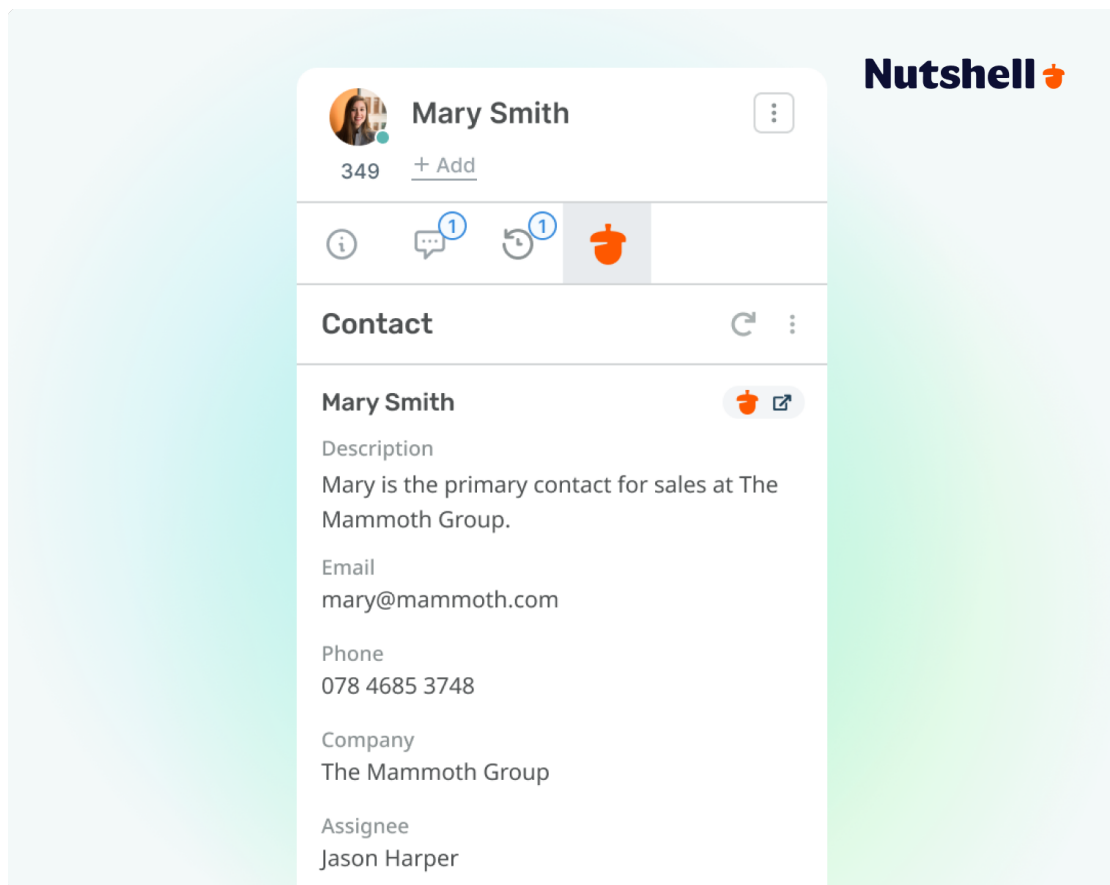 Nutshell
Mary Smith
349
+ Add
1
1
Contact
Mary Smith
Description
Mary is the primary contact for sales at The
Mammoth Group.
Email
mary@mammoth.com
Phone
078 4685 3748
Company
The Mammoth Group
Assignee
Jason Harper